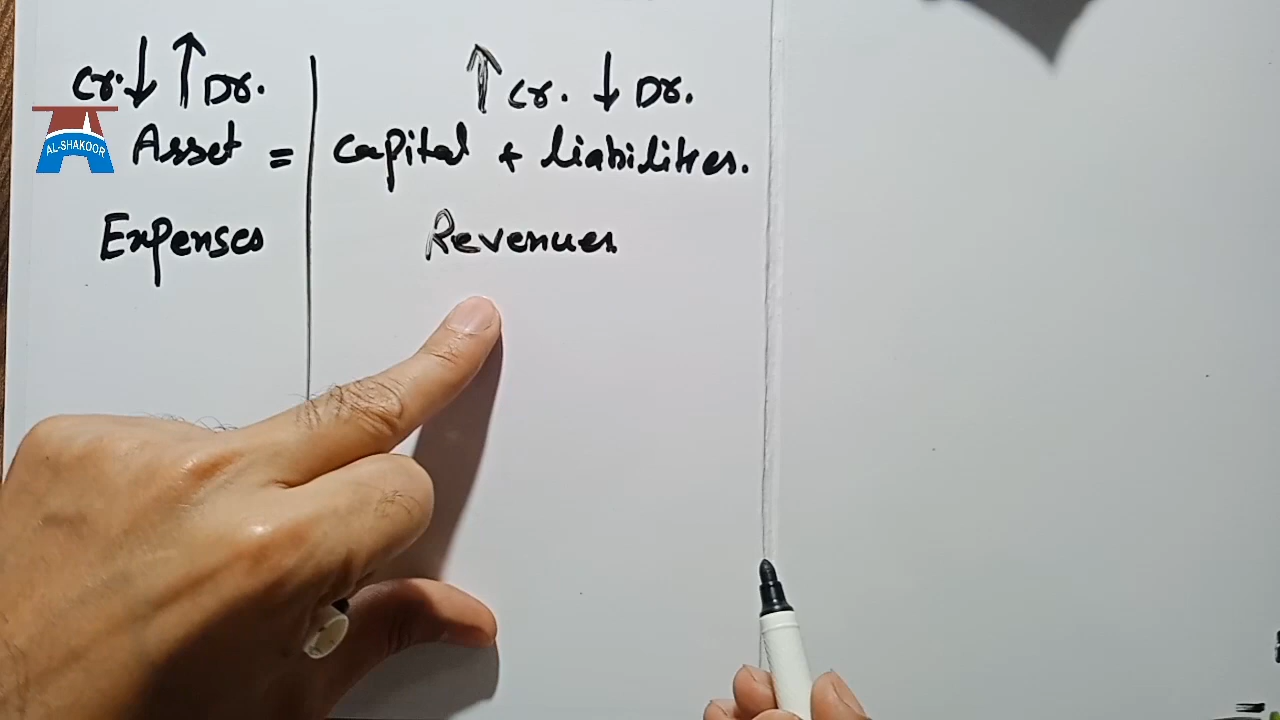 Cr. ↓ ↑ Dr. ↑ Cr. ↓ Dr.
AL-SHAKOOR
Asset = Capital + liabilities.
Expenses Revenues